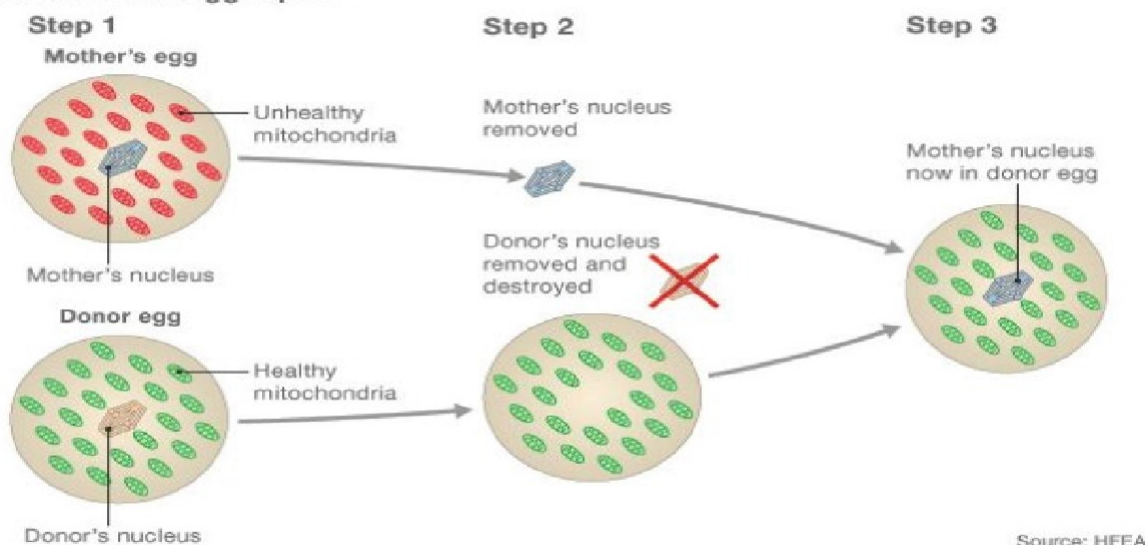 Step 1
Step 2
Step 3
Mother's egg
Unhealthy
mitochondria
Mother's nucleus
removed
Mother's nucleus
now in donor egg
Mother's nucleus
Donor's nucleus
removed and
destroyed
Donor egg
Healthy
mitochondria
Donor's nucleus
Source: HFEA